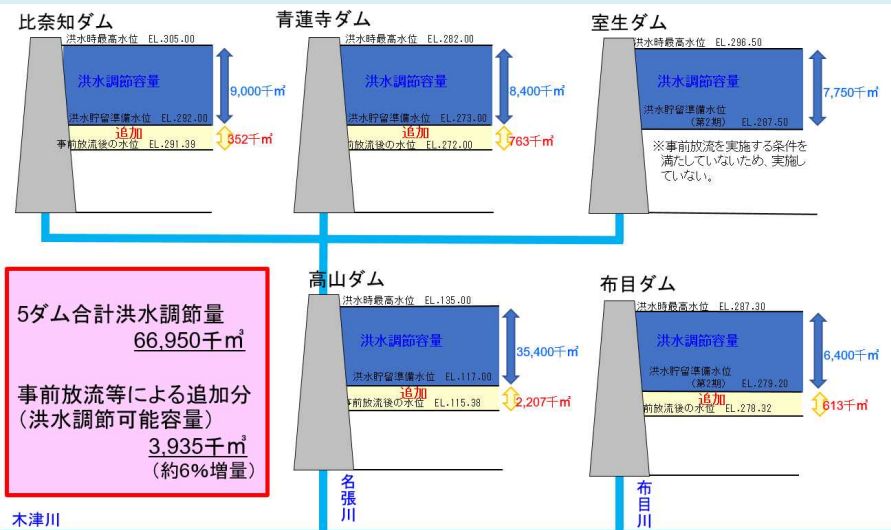 比奈知ダム
洪水時最高水位 EL.305.00
洪水調節容量
9,000千㎥
洪水貯留準備水位 EL.292.00
追加
352千㎥
事前放流後の水位 EL.291.39
青蓮寺ダム
洪水時最高水位 EL.282.00
洪水調節容量
8,400千㎥
洪水貯留準備水位 EL.273.00
追加
763千㎥
前放流後の水位 EL.272.00
室生ダム
洪水時最高水位 EL.296.50
洪水調節容量
7,750千㎥
洪水貯留準備水位
(第2期) EL.287.50
※事前放流を実施する条件を
満たしていないため、実施し
ていない。
5ダム合計洪水調節量
66,950千㎥
事前放流等による追加分
(洪水調節可能容量)
3,935千㎥
(約6%増量)
高山ダム
洪水時最高水位 EL.135.00
洪水調節容量
35,400千㎥
洪水貯留準備水位 EL.117.00
追加
2,207千㎥
事前放流後の水位 EL.115.38
名張川
布目ダム
洪水時最高水位 EL.287.30
洪水調節容量
6,400千㎥
洪水貯留準備水位
(第2期) EL.279.20
追加
613千㎥
前放流後の水位 EL.278.32
布目川
木津川